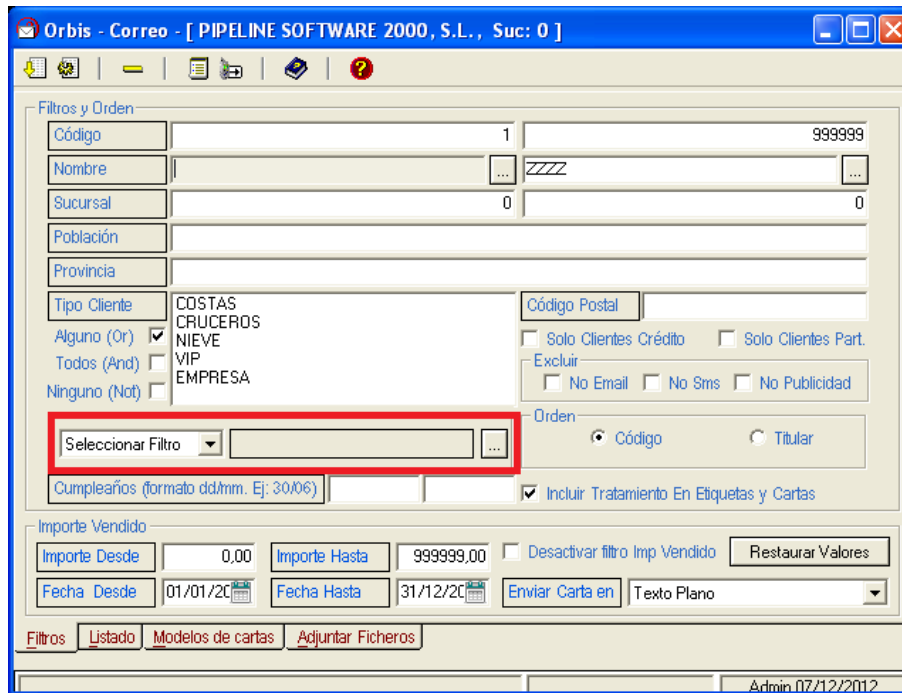 Orbis - Correo - [ PIPELINE SOFTWARE 2000, S.L., Suc: 0 ]
Filtros y Orden
Código 1 999999
Nombre ... ZZZZ ...
Sucursal 0 0
Población
Provincia
Tipo Cliente
Alguno (Or)
Todos (And)
Ninguno (Not)
COSTAS
CRUCEROS
NIEVE
VIP
EMPRESA
Código Postal
Solo Clientes Crédito Solo Clientes Part.
Excluir
No Email No Sms No Publicidad
Seleccionar Filtro ...
Orden
Código Titular
Cumpleaños (formato dd/mm. Ej: 30/06)
Incluir Tratamiento En Etiquetas y Cartas
Importe Vendido
Importe Desde 0,00 Importe Hasta 999999,00 Desactivar filtro Imp Vendido Restaurar Valores
Fecha Desde 01/01/20 Fecha Hasta 31/12/20 Enviar Carta en Texto Plano
Filtros Listado Modelos de cartas Adjuntar Ficheros
Admin 07/12/2012